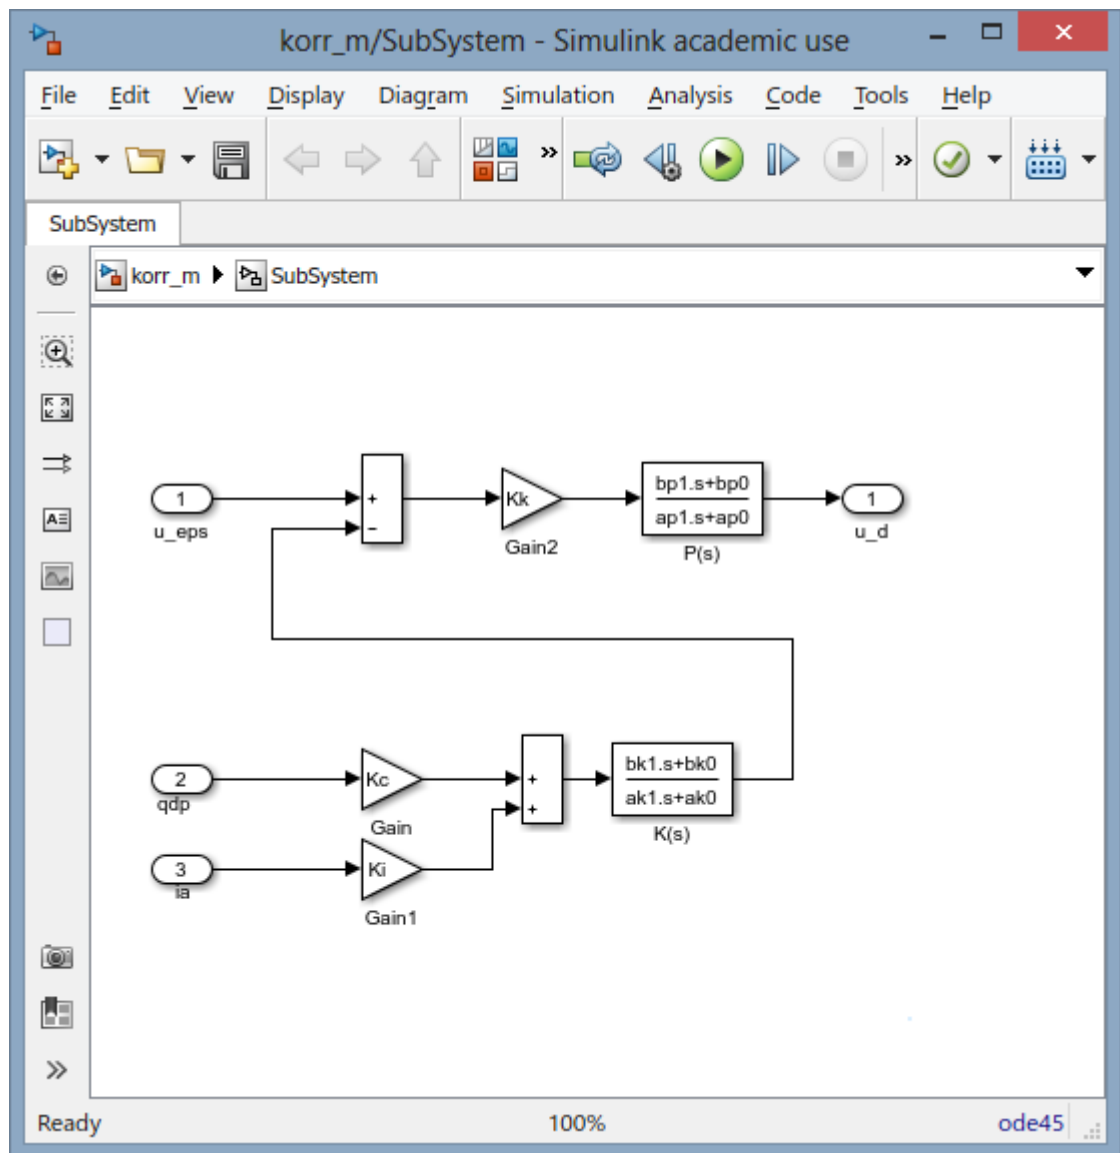 korr_m/SubSystem - Simulink academic use
File Edit View Display Diagram Simulation Analysis Code Tools Help
SubSystem
korr_m SubSystem
1
u_eps
+
−
Kk
Gain2
bp1.s+bp0
ap1.s+ap0
P(s)
1
u_d
2
qdp
Kc
Gain
+
+
bk1.s+bk0
ak1.s+ak0
K(s)
3
ia
Ki
Gain1
Ready 100% ode45